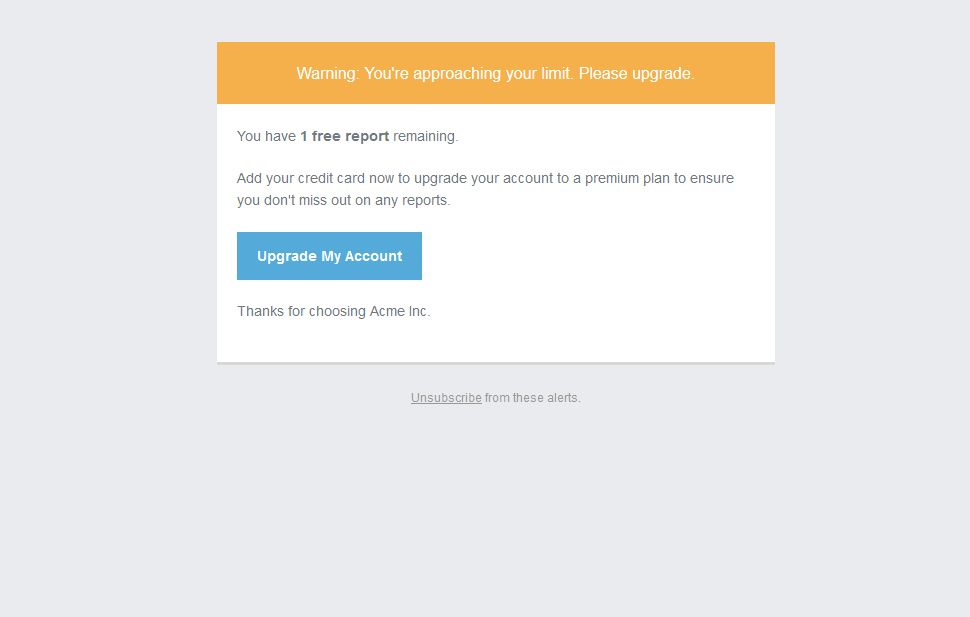 Warning: You're approaching your limit. Please upgrade.
You have 1 free report remaining.
Add your credit card now to upgrade your account to a premium plan to ensure
you don't miss out on any reports.
Upgrade My Account
Thanks for choosing Acme Inc.
Unsubscribe from these alerts.